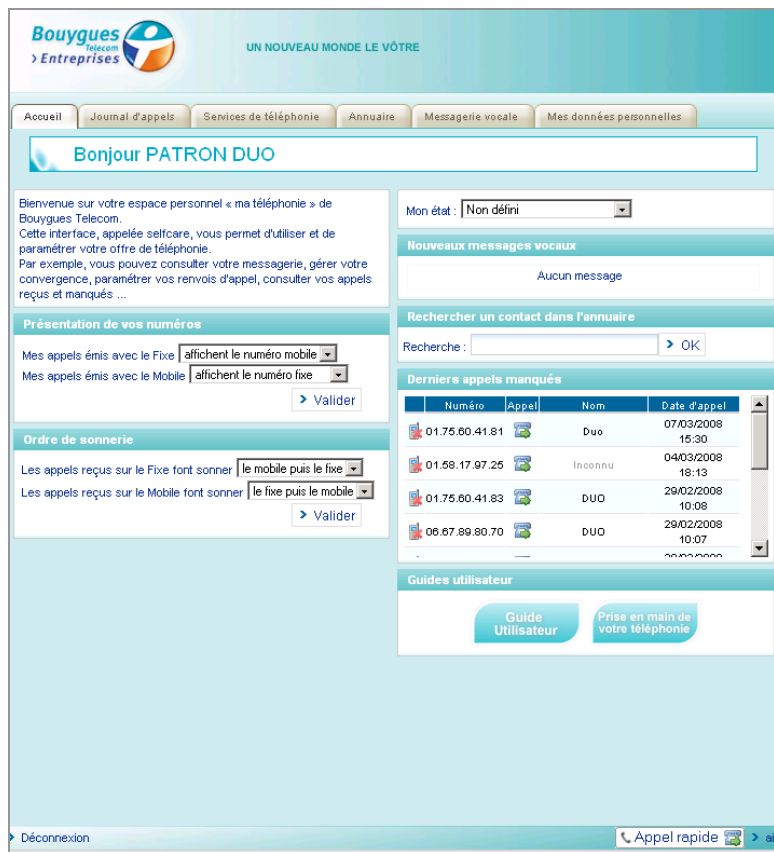 Bouygues
Telecom
> Entreprises
UN NOUVEAU MONDE LE VÔTRE
Accueil
Journal d'appels
Services de téléphonie
Annuaire
Messagerie vocale
Mes données personnelles
Bonjour PATRON DUO
Bienvenue sur votre espace personnel « ma téléphonie » de
Bouygues Telecom.
Cette interface, appelée selfcare, vous permet d'utiliser et de
paramétrer votre offre de téléphonie.
Par exemple, vous pouvez consulter votre messagerie, gérer votre
convergence, paramétrer vos renvois d'appel, consulter vos appels
reçus et manqués ...
Présentation de vos numéros
Mes appels émis avec le Fixe affichent le numéro mobile
Mes appels émis avec le Mobile affichent le numéro fixe
> Valider
Ordre de sonnerie
Les appels reçus sur le Fixe font sonner le mobile puis le fixe
Les appels reçus sur le Mobile font sonner le fixe puis le mobile
> Valider
Mon état : Non défini
Nouveaux messages vocaux
Aucun message
Rechercher un contact dans l'annuaire
Recherche : > OK
Derniers appels manqués
Numéro Appel Nom Date d'appel
01.75.60.41.81 Duo 07/03/2008 15:30
01.58.17.97.25 Inconnu 04/03/2008 18:13
01.75.60.41.83 DUO 29/02/2008 10:08
06.67.89.80.70 DUO 29/02/2008 10:07
Guides utilisateur
Guide
Utilisateur
Prise en main de
votre téléphonie
> Déconnexion
Appel rapide > ai